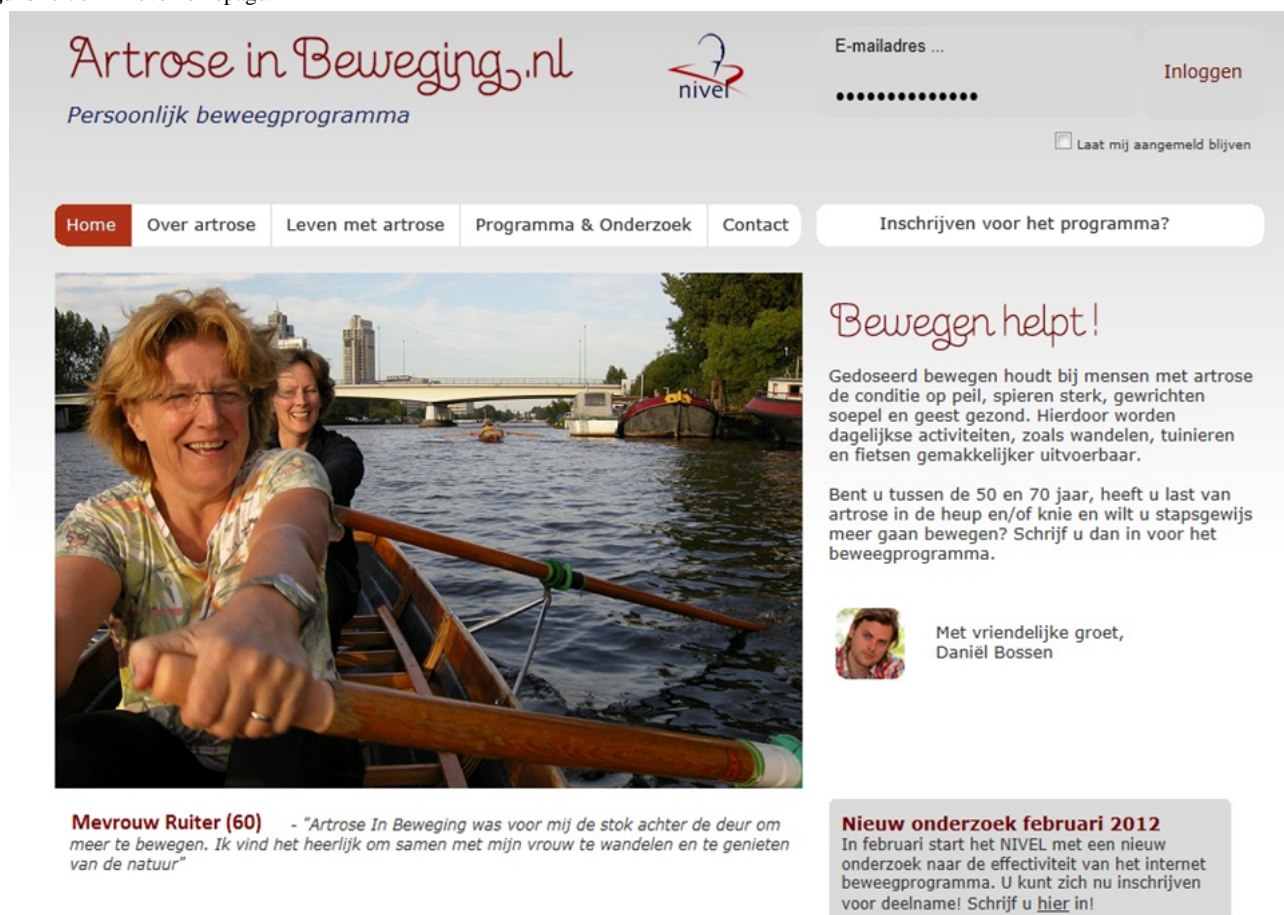 Artrose in Beweging.nl
Persoonlijk beweegprogramma
nivel
E-mailadres ...
Inloggen
Laat mij aangemeld blijven
Home
Over artrose
Leven met artrose
Programma & Onderzoek
Contact
Inschrijven voor het programma?
Bewegen helpt!
Gedoseerd bewegen houdt bij mensen met artrose
de conditie op peil, spieren sterk, gewrichten
soepel en geest gezond. Hierdoor worden
dagelijkse activiteiten, zoals wandelen, tuinieren
en fietsen gemakkelijker uitvoerbaar.
Bent u tussen de 50 en 70 jaar, heeft u last van
artrose in de heup en/of knie en wilt u stapsgewijs
meer gaan bewegen? Schrijf u dan in voor het
beweegprogramma.
Met vriendelijke groet,
Daniël Bossen
Mevrouw Ruiter (60) - "Artrose In Beweging was voor mij de stok achter de deur om
meer te bewegen. Ik vind het heerlijk om samen met mijn vrouw te wandelen en te genieten
van de natuur"
Nieuw onderzoek februari 2012
In februari start het NIVEL met een nieuw
onderzoek naar de effectiviteit van het internet
beweegprogramma. U kunt zich nu inschrijven
voor deelname! Schrijf u hier in!